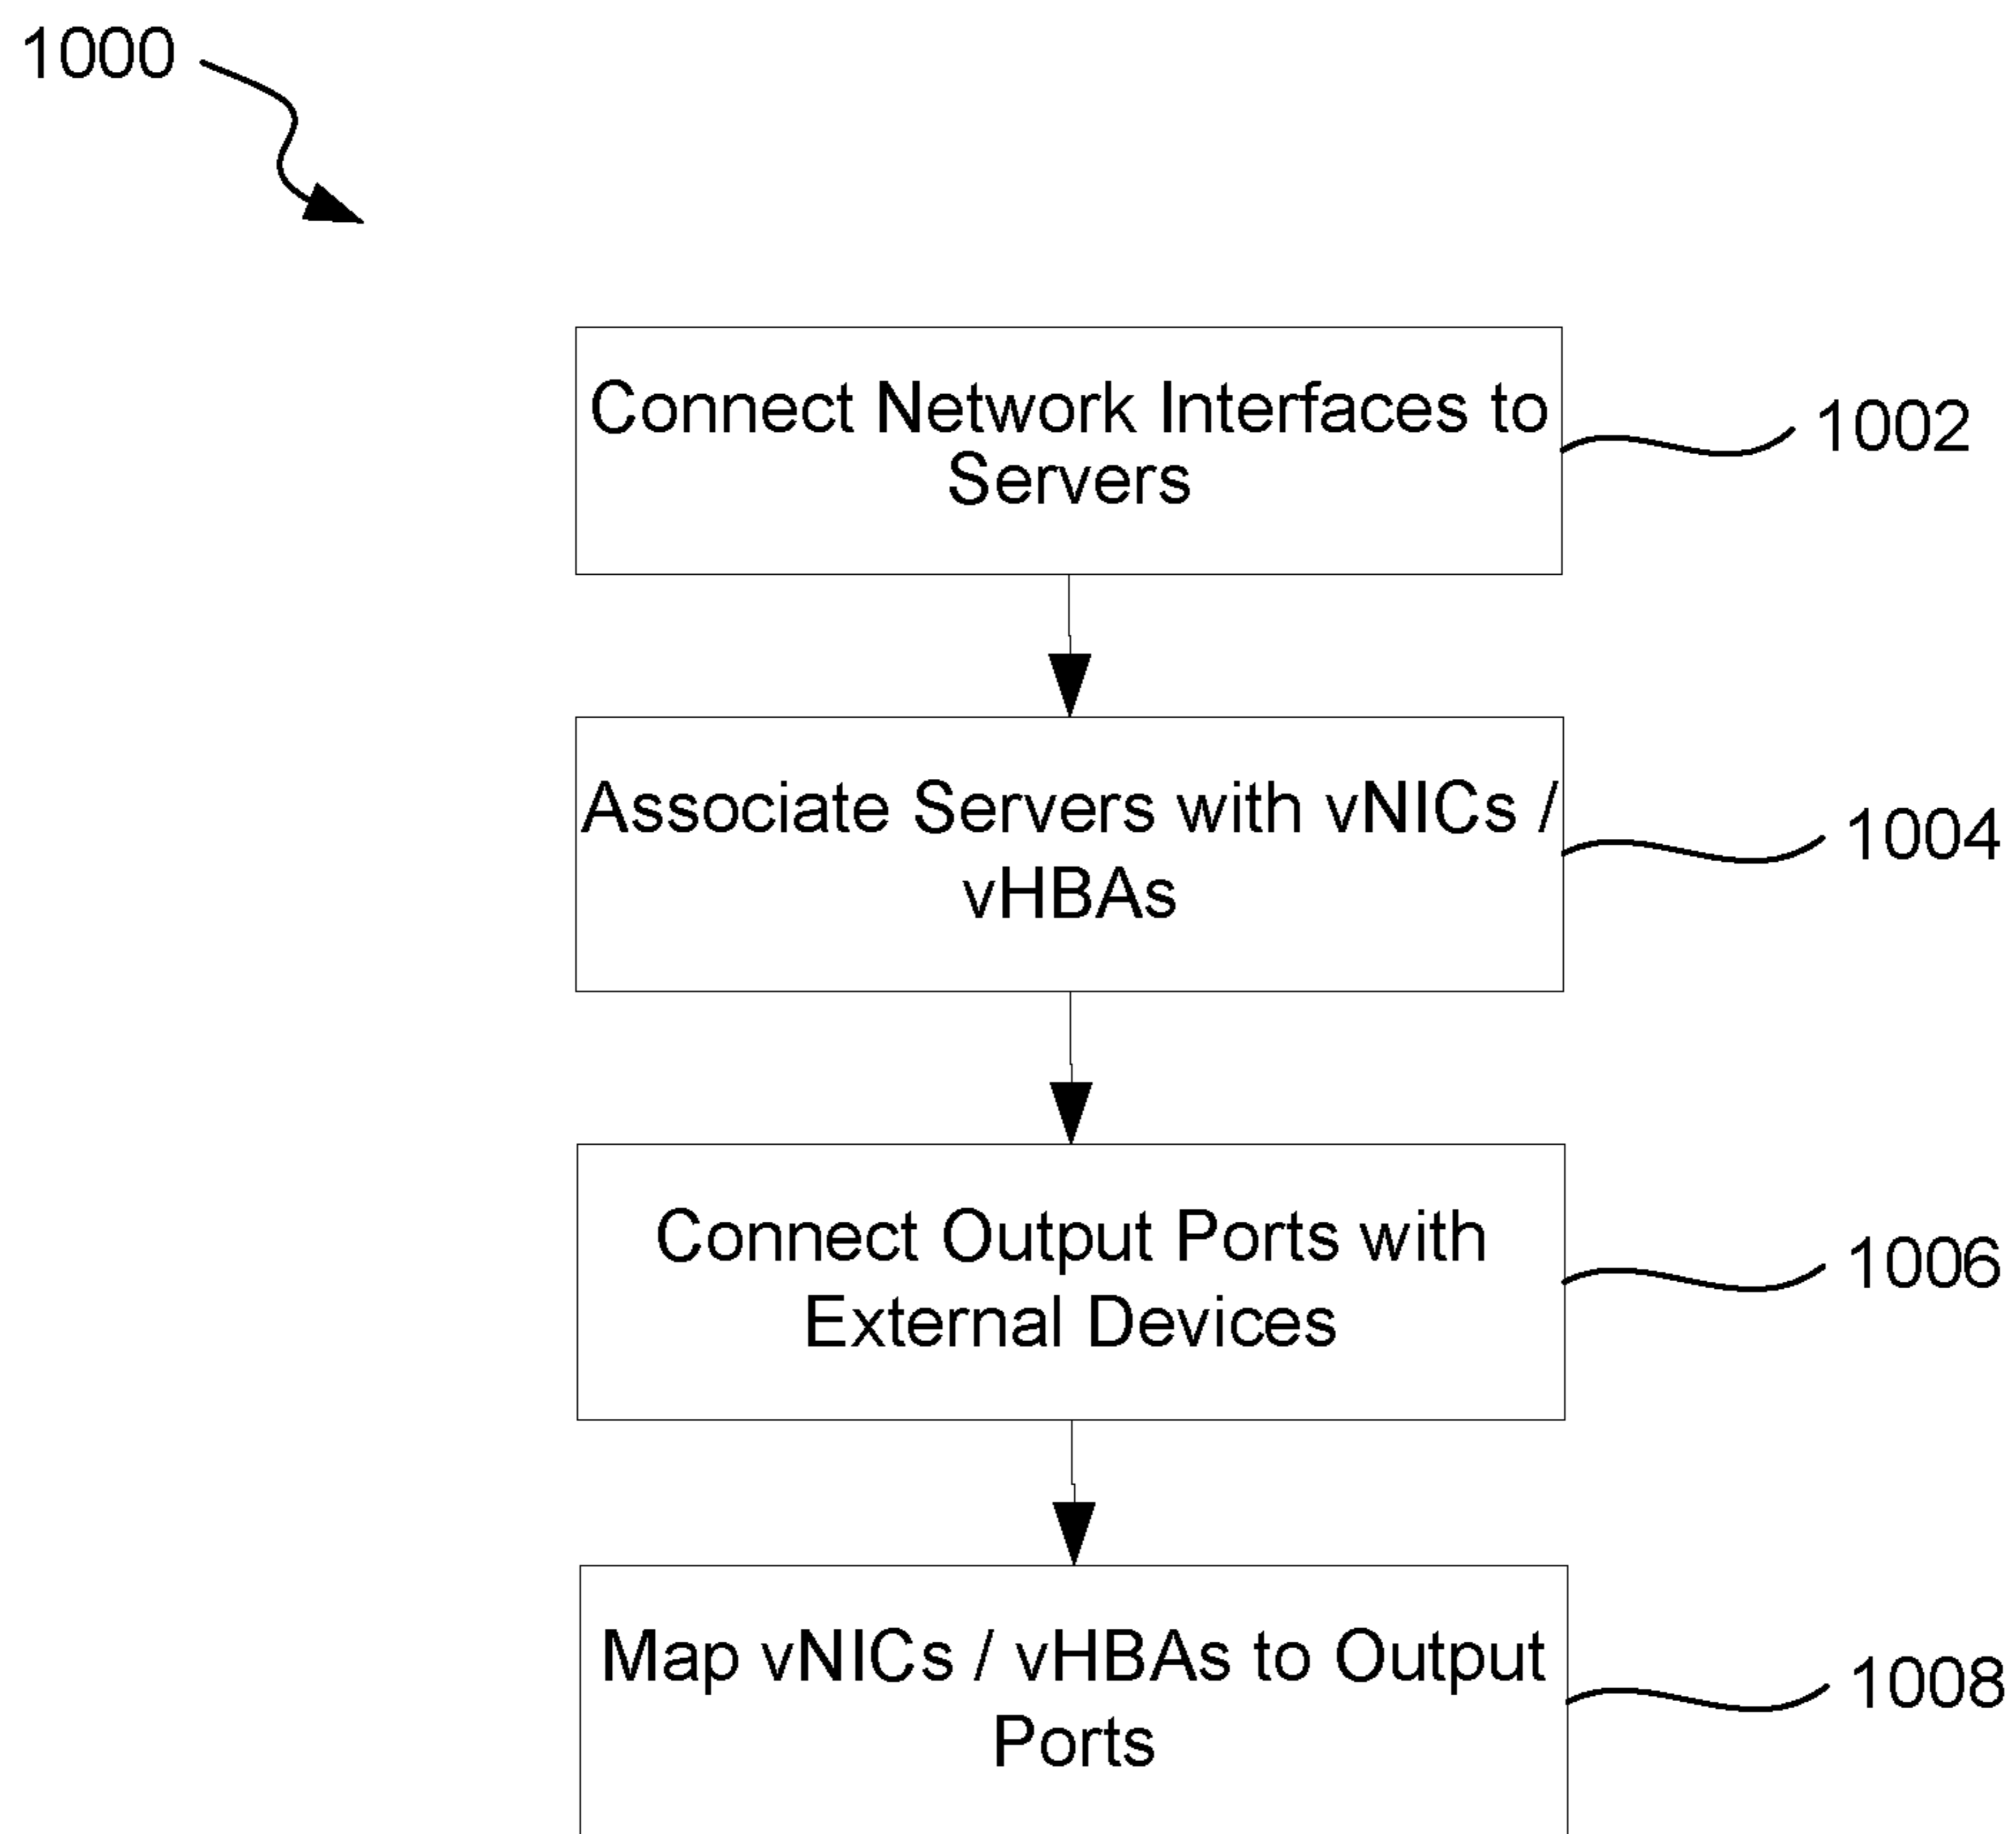 1000
Connect Network Interfaces to
Servers
1002
Associate Servers with vNICs /
vHBAs
1004
Connect Output Ports with
External Devices
1006
Map vNICs / vHBAs to Output
Ports
1008